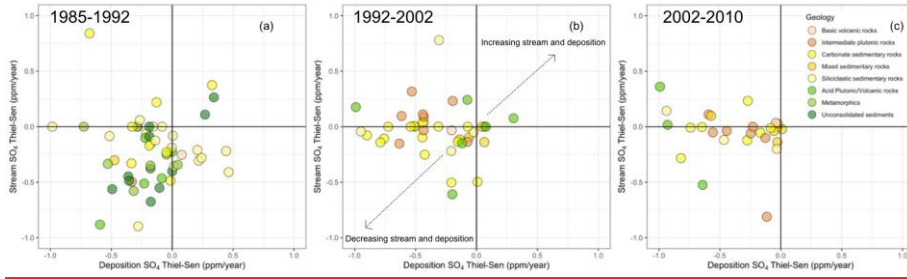 1985-1992
(a)
1.0
0.5
0.0
-0.5
-1.0
Stream SO4 Thiel-Sen (ppm/year)
-1.0 -0.5 0.0 0.5 1.0
Deposition SO4 Thiel-Sen (ppm/year)
1992-2002
(b)
Increasing stream and deposition
Decreasing stream and deposition
1.0
0.5
0.0
-0.5
-1.0
Stream SO4 Thiel-Sen (ppm/year)
-1.0 -0.5 0.0 0.5 1.0
Deposition SO4 Thiel-Sen (ppm/year)
2002-2010
(c)
Geology
Basic volcanic rocks
Intermediate plutonic rocks
Carbonate sedimentary rocks
Mixed sedimentary rocks
Siliciclastic sedimentary rocks
Acid Plutonic/Volcanic rocks
Metamorphics
Unconsolidated sediments
1.0
0.5
0.0
-0.5
-1.0
Stream SO4 Thiel-Sen (ppm/year)
-1.0 -0.5 0.0 0.5 1.0
Deposition SO4 Thiel-Sen (ppm/year)